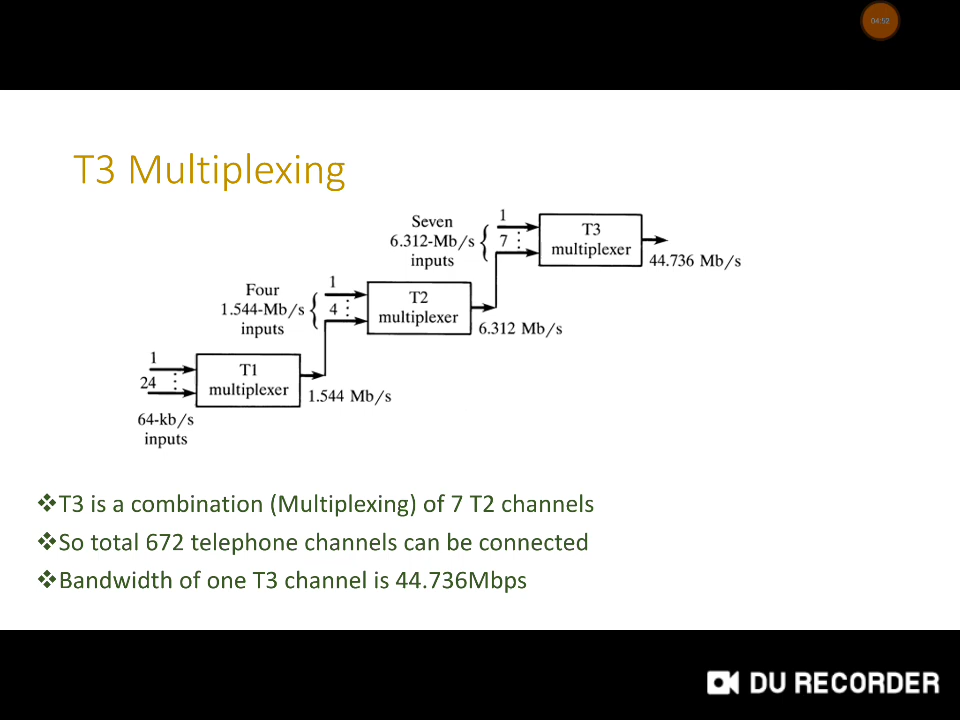 04:52
T3 Multiplexing
Seven
6.312-Mb/s
inputs
1
7
T3
multiplexer
44.736 Mb/s
Four
1.544-Mb/s
inputs
1
4
T2
multiplexer
6.312 Mb/s
1
24
64-kb/s
inputs
T1
multiplexer
1.544 Mb/s
❖T3 is a combination (Multiplexing) of 7 T2 channels
❖So total 672 telephone channels can be connected
❖Bandwidth of one T3 channel is 44.736Mbps
DU RECORDER